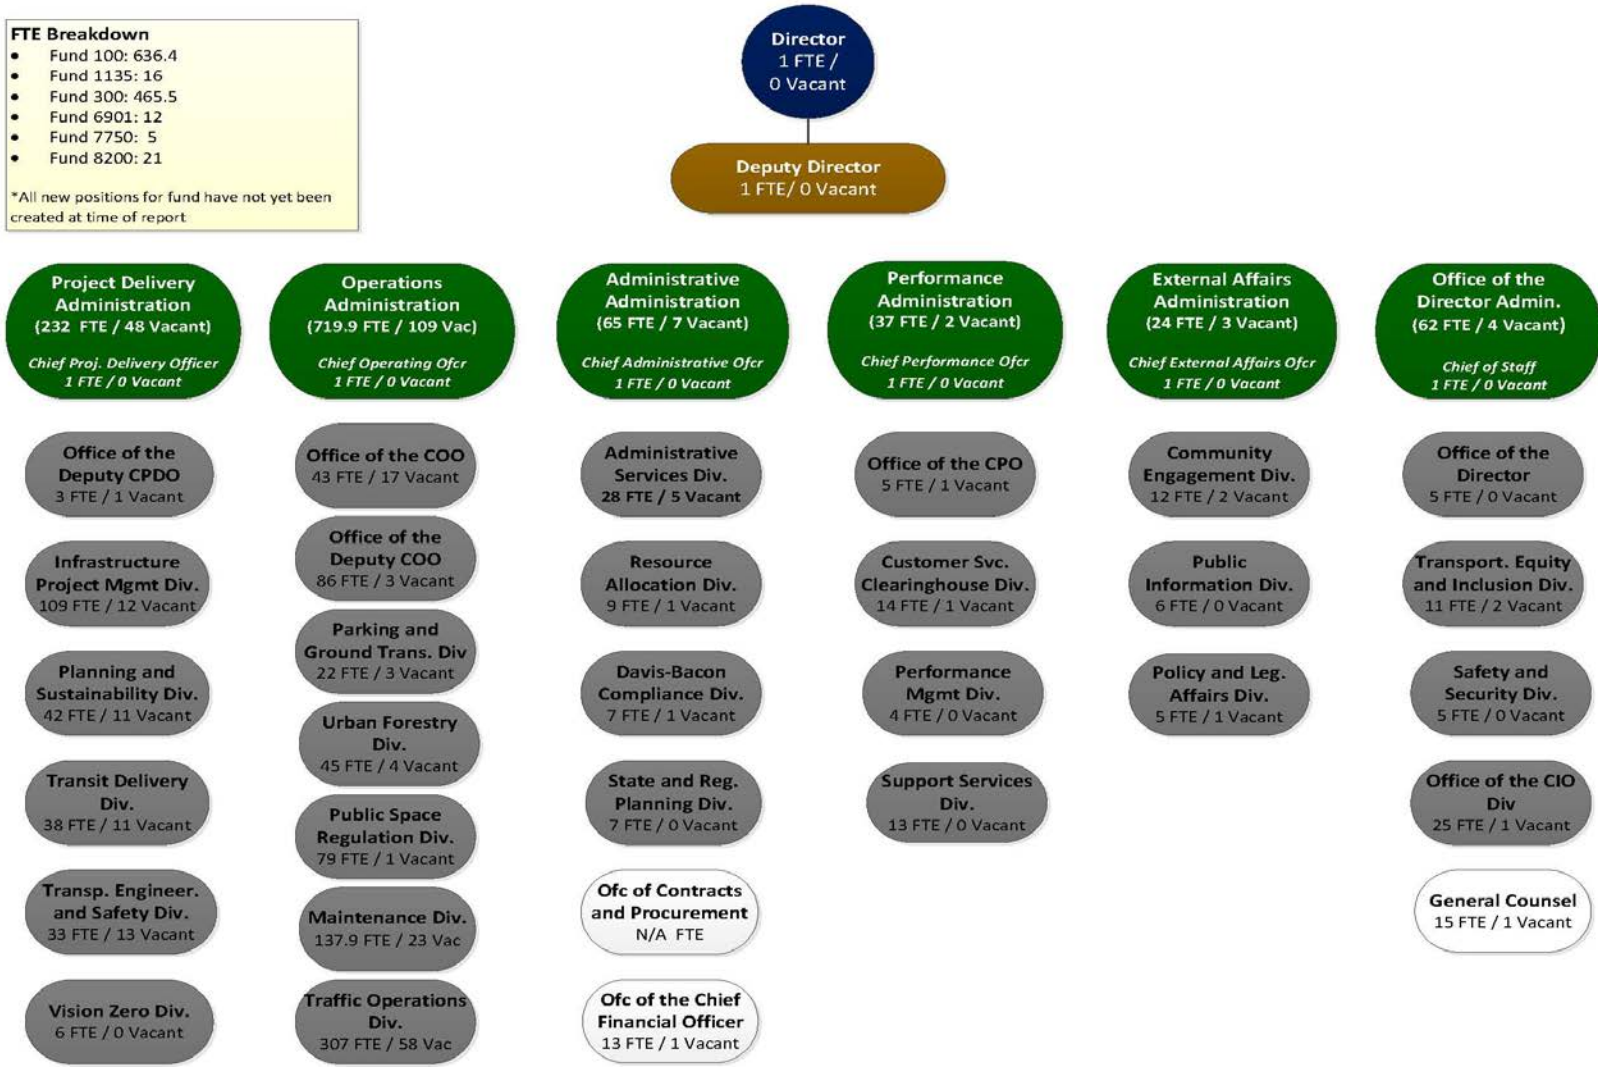 FTE Breakdown
• Fund 100: 636.4
• Fund 1135: 16
• Fund 300: 465.5
• Fund 6901: 12
• Fund 7750: 5
• Fund 8200: 21
*All new positions for fund have not yet been
created at time of report
Director
1 FTE /
0 Vacant
Deputy Director
1 FTE/ 0 Vacant
Project Delivery
Administration
(232 FTE / 48 Vacant)
Chief Proj. Delivery Officer
1 FTE / 0 Vacant
Office of the
Deputy CPDO
3 FTE / 1 Vacant
Infrastructure
Project Mgmt Div.
109 FTE / 12 Vacant
Planning and
Sustainability Div.
42 FTE / 11 Vacant
Transit Delivery
Div.
38 FTE / 11 Vacant
Transp. Engineer.
and Safety Div.
33 FTE / 13 Vacant
Vision Zero Div.
6 FTE / 0 Vacant
Operations
Administration
(719.9 FTE / 109 Vac)
Chief Operating Ofcr
1 FTE / 0 Vacant
Office of the COO
43 FTE / 17 Vacant
Office of the
Deputy COO
86 FTE / 3 Vacant
Parking and
Ground Trans. Div
22 FTE / 3 Vacant
Urban Forestry
Div.
45 FTE / 4 Vacant
Public Space
Regulation Div.
79 FTE / 1 Vacant
Maintenance Div.
137.9 FTE / 23 Vac
Traffic Operations
Div.
307 FTE / 58 Vac
Administrative
Administration
(65 FTE / 7 Vacant)
Chief Administrative Ofcr
1 FTE / 0 Vacant
Administrative
Services Div.
28 FTE / 5 Vacant
Resource
Allocation Div.
9 FTE / 1 Vacant
Davis-Bacon
Compliance Div.
7 FTE / 1 Vacant
State and Reg.
Planning Div.
7 FTE / 0 Vacant
Ofc of Contracts
and Procurement
N/A FTE
Ofc of the Chief
Financial Officer
13 FTE / 1 Vacant
Performance
Administration
(37 FTE / 2 Vacant)
Chief Performance Ofcr
1 FTE / 0 Vacant
Office of the CPO
5 FTE / 1 Vacant
Customer Svc.
Clearinghouse Div.
14 FTE / 1 Vacant
Performance
Mgmt Div.
4 FTE / 0 Vacant
Support Services
Div.
13 FTE / 0 Vacant
External Affairs
Administration
(24 FTE / 3 Vacant)
Chief External Affairs Ofcr
1 FTE / 0 Vacant
Community
Engagement Div.
12 FTE / 2 Vacant
Public
Information Div.
6 FTE / 0 Vacant
Policy and Leg.
Affairs Div.
5 FTE / 1 Vacant
Office of the
Director Admin.
(62 FTE / 4 Vacant)
Chief of Staff
1 FTE / 0 Vacant
Office of the
Director
5 FTE / 0 Vacant
Transport. Equity
and Inclusion Div.
11 FTE / 2 Vacant
Safety and
Security Div.
5 FTE / 0 Vacant
Office of the CIO
Div
25 FTE / 1 Vacant
General Counsel
15 FTE / 1 Vacant